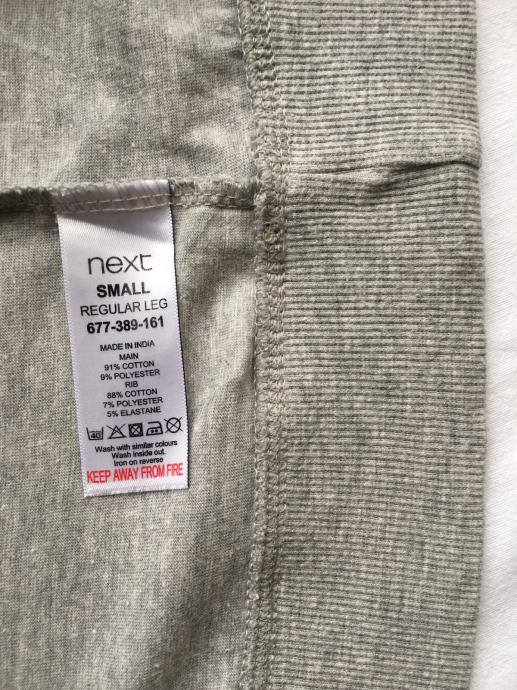 next
SMALL
REGULAR LEG
677-389-161
MADE IN INDIA
MAIN
91% COTTON
9% POLYESTER
RIB
88% COTTON
7% POLYESTER
5% ELASTANE
40
Wash with similar colours
Wash inside out.
Iron on reverse
KEEP AWAY FROM FIRE